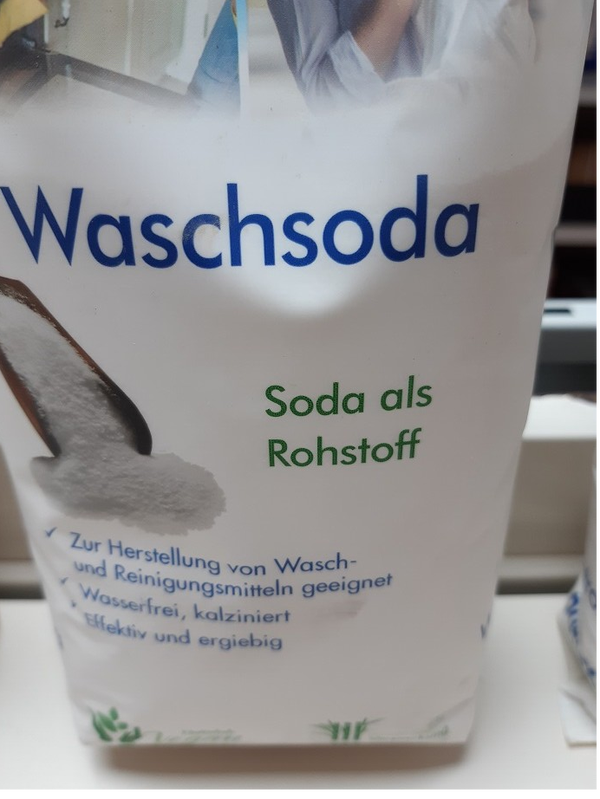 Waschsoda
Soda als
Rohstoff
✓ Zur Herstellung von Wasch-
und Reinigungsmitteln geeignet
✓ Wasserfrei, kalziniert
✓ Effektiv und ergiebig